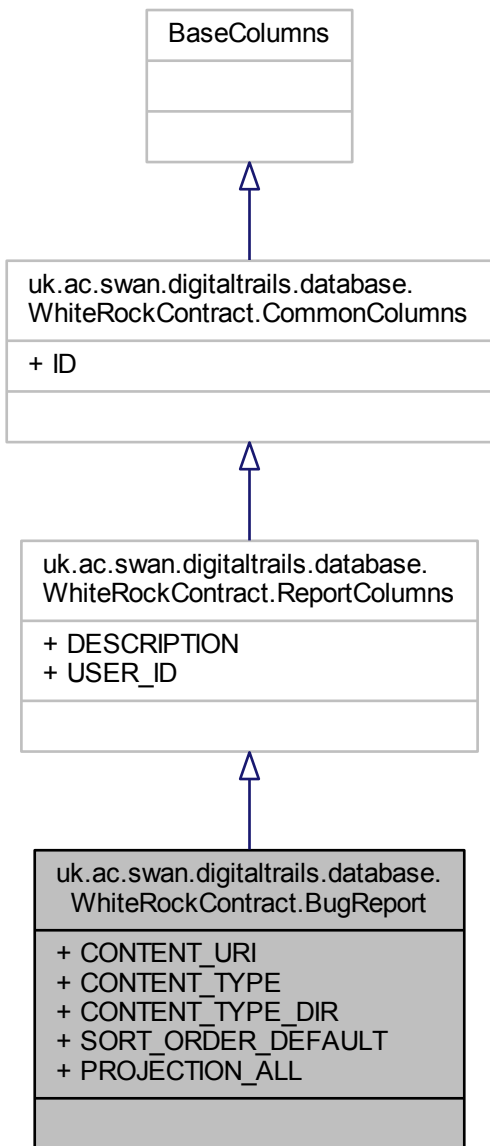 BaseColumns
uk.ac.swan.digitaltrails.database.
WhiteRockContract.CommonColumns
+ ID
uk.ac.swan.digitaltrails.database.
WhiteRockContract.ReportColumns
+ DESCRIPTION
+ USER_ID
uk.ac.swan.digitaltrails.database.
WhiteRockContract.BugReport
+ CONTENT_URI
+ CONTENT_TYPE
+ CONTENT_TYPE_DIR
+ SORT_ORDER_DEFAULT
+ PROJECTION_ALL